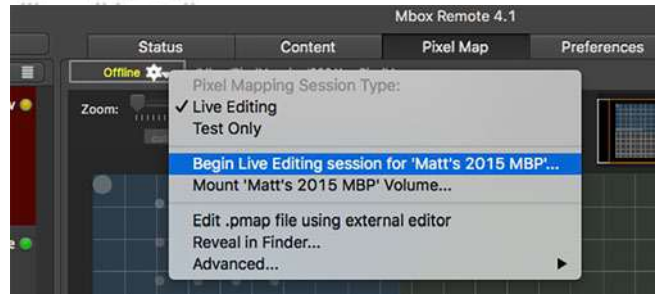 Mbox Remote 4.1
Status Content Pixel Map Preferences
Offline
Pixel Mapping Session Type:
Zoom:
✓ Live Editing
Test Only
Begin Live Editing session for 'Matt's 2015 MBP'...
Mount 'Matt's 2015 MBP' Volume...
Edit .pmap file using external editor
Reveal in Finder...
Advanced...